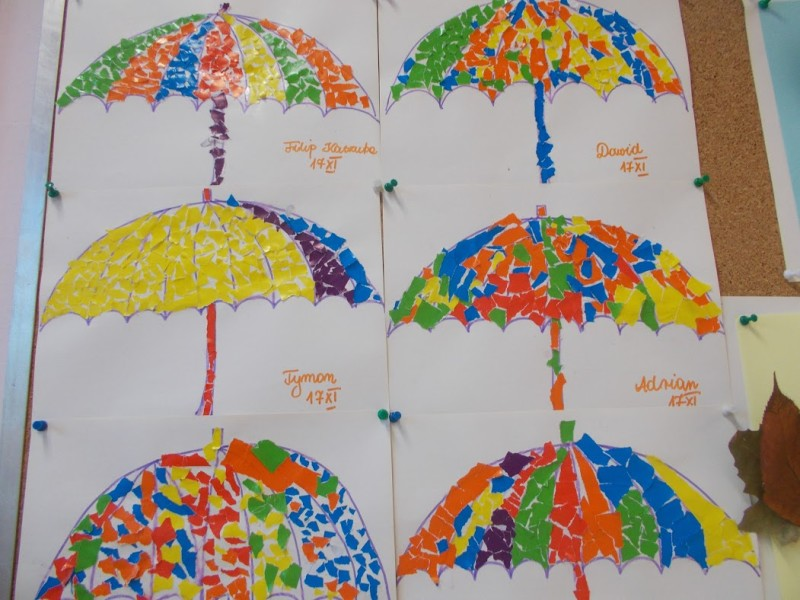 Filip
17 XI
Dawid
17 XI
Tymon
17 XI
Adrian
17 XI